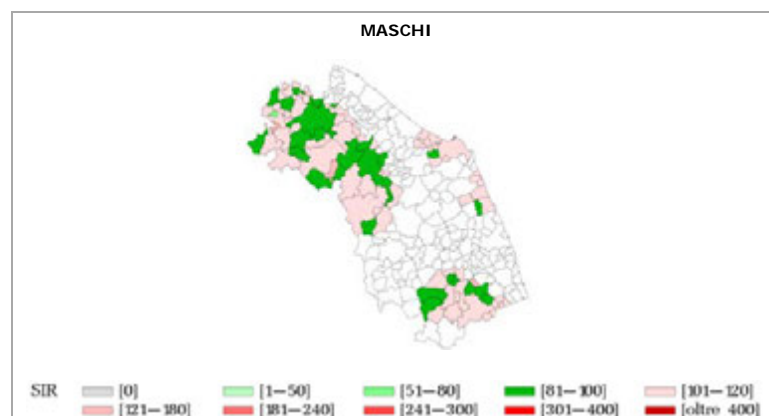 MASCHI
SIR [0] [1—50] [51—80] [81—100] [101—120]
[121—180] [181—240] [241—300] [301—400] [oltre 400]